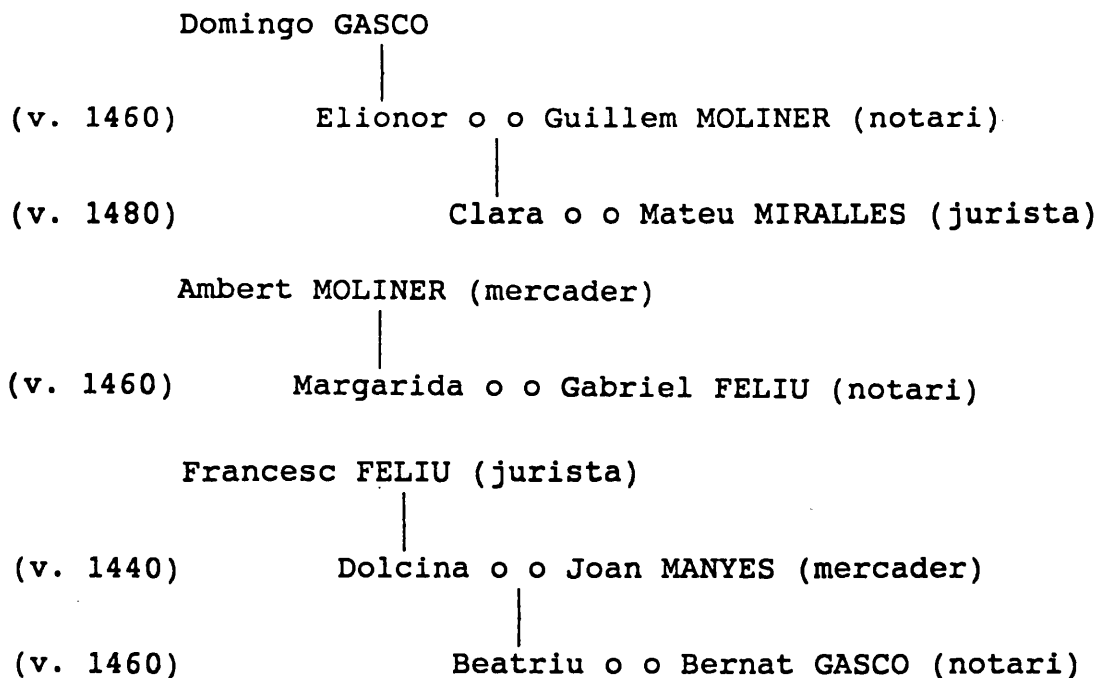 Domingo GASCO
(v. 1460) Elionor o o Guillem MOLINER (notari)
(v. 1480) Clara o o Mateu MIRALLES (jurista)
Ambert MOLINER (mercader)
(v. 1460) Margarida o o Gabriel FELIU (notari)
Francesc FELIU (jurista)
(v. 1440) Dolcina o o Joan MANYES (mercader)
(v. 1460) Beatriu o o Bernat GASCO (notari)